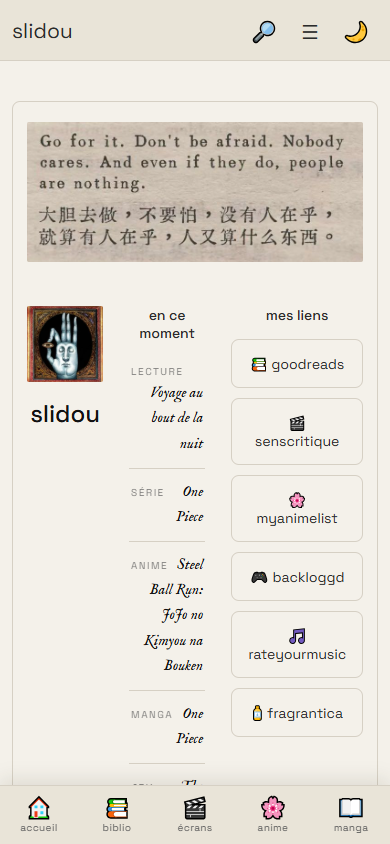 slidou
Go for it. Don't be afraid. Nobody
cares. And even if they do, people
are nothing.
大胆去做，不要怕，没有人在乎，
就算有人在乎，人又算什么东西。
slidou
en ce
moment
LECTURE
Voyage au
bout de la
nuit
SÉRIE One
Piece
ANIME Steel
Ball Run:
JoJo no
Kimyou na
Bouken
MANGA One
Piece
mes liens
goodreads
senscritique
myanimelist
backloggd
rateyourmusic
fragrantica
accueil
biblio
écrans
anime
manga